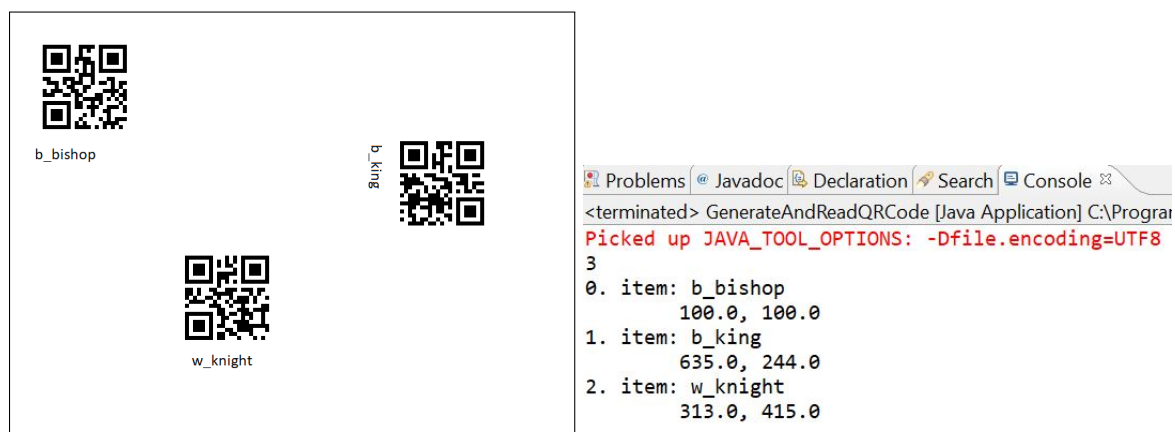 b_bishop
b_king
w_knight
Problems @ Javadoc Declaration Search Console
<terminated> GenerateAndReadQRCode [Java Application] C:\Program
Picked up JAVA_TOOL_OPTIONS: -Dfile.encoding=UTF8
3
0. item: b_bishop
100.0, 100.0
1. item: b_king
635.0, 244.0
2. item: w_knight
313.0, 415.0